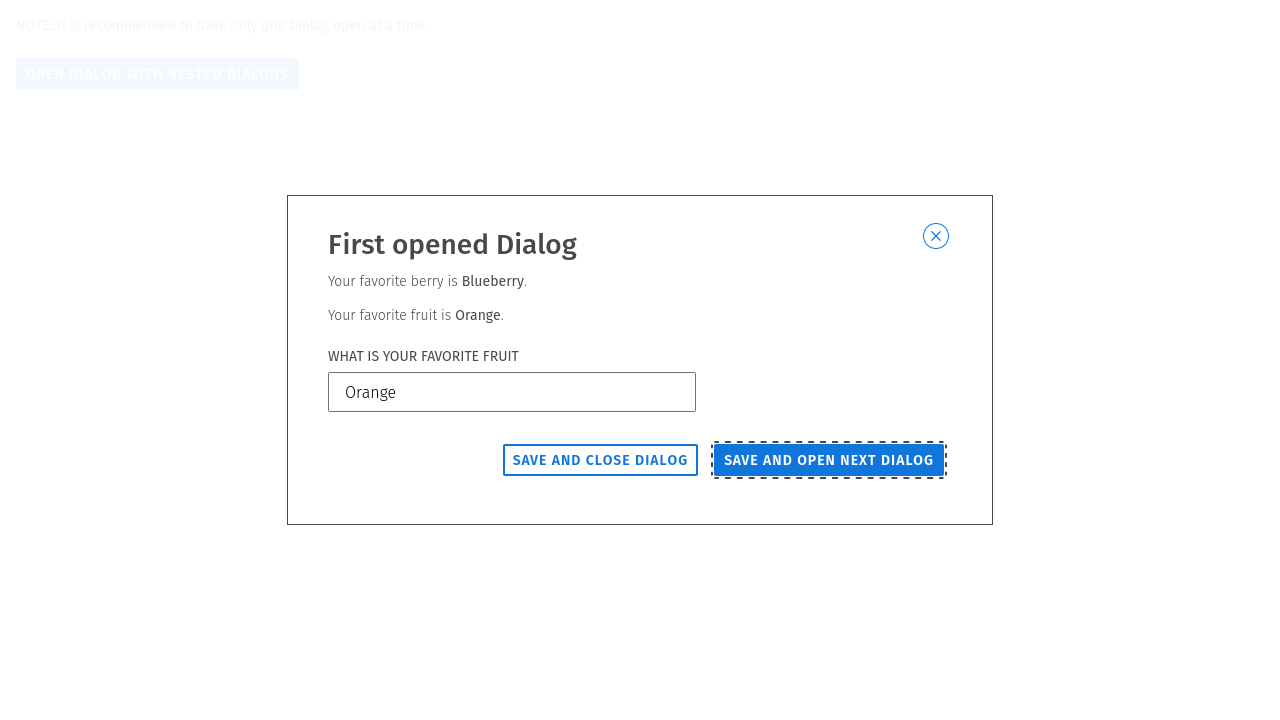 NOTE: It is recommended to have only one Dialog open at a time.
OPEN DIALOG WITH NESTED DIALOGS
First opened Dialog
Your favorite berry is Blueberry.
Your favorite fruit is Orange.
WHAT IS YOUR FAVORITE FRUIT
Orange
SAVE AND CLOSE DIALOG
SAVE AND OPEN NEXT DIALOG